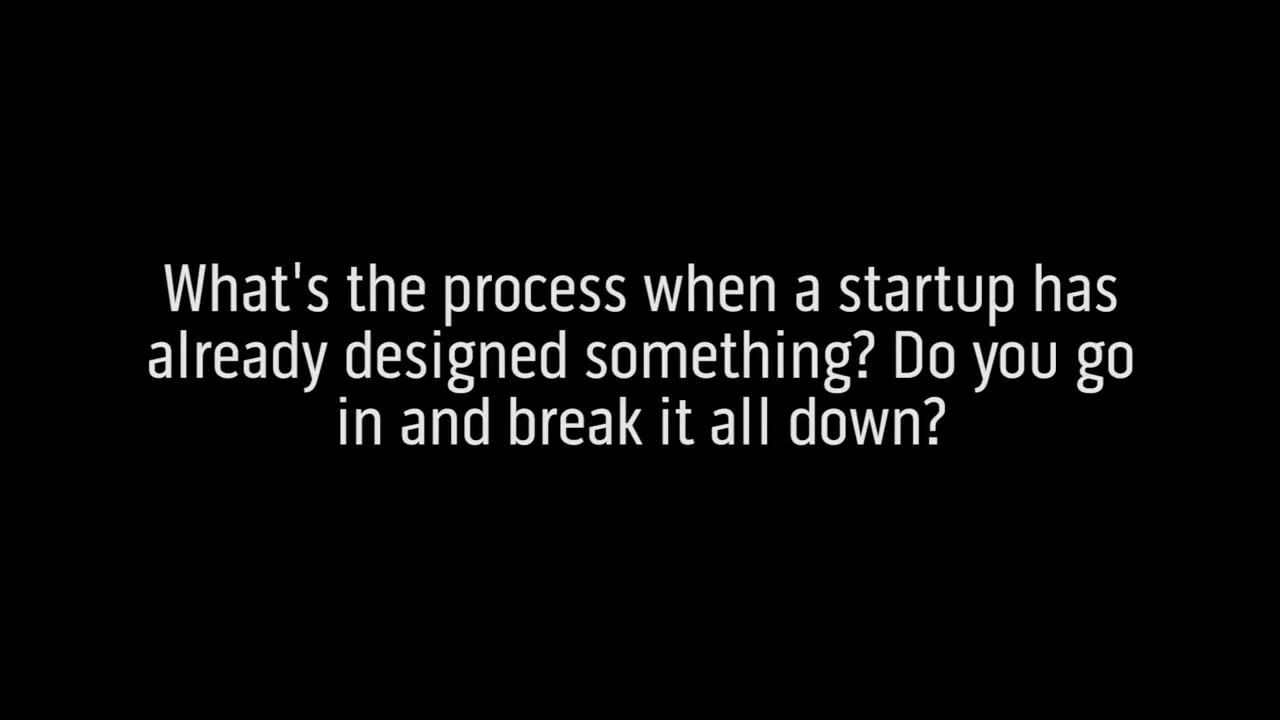 What's the process when a startup has
already designed something? Do you go
in and break it all down?